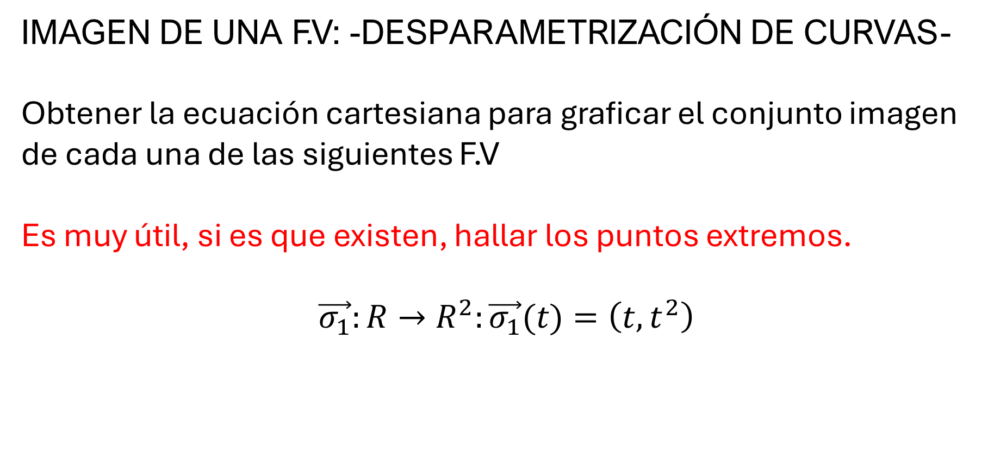 IMAGEN DE UNA F.V: -DESPARAMETRIZACIÓN DE CURVAS-
Obtener la ecuación cartesiana para graficar el conjunto imagen
de cada una de las siguientes F.V
Es muy útil, si es que existen, hallar los puntos extremos.
$\overrightarrow{\sigma_1}: R \rightarrow R^2: \overrightarrow{\sigma_1}(t) = (t, t^2)$